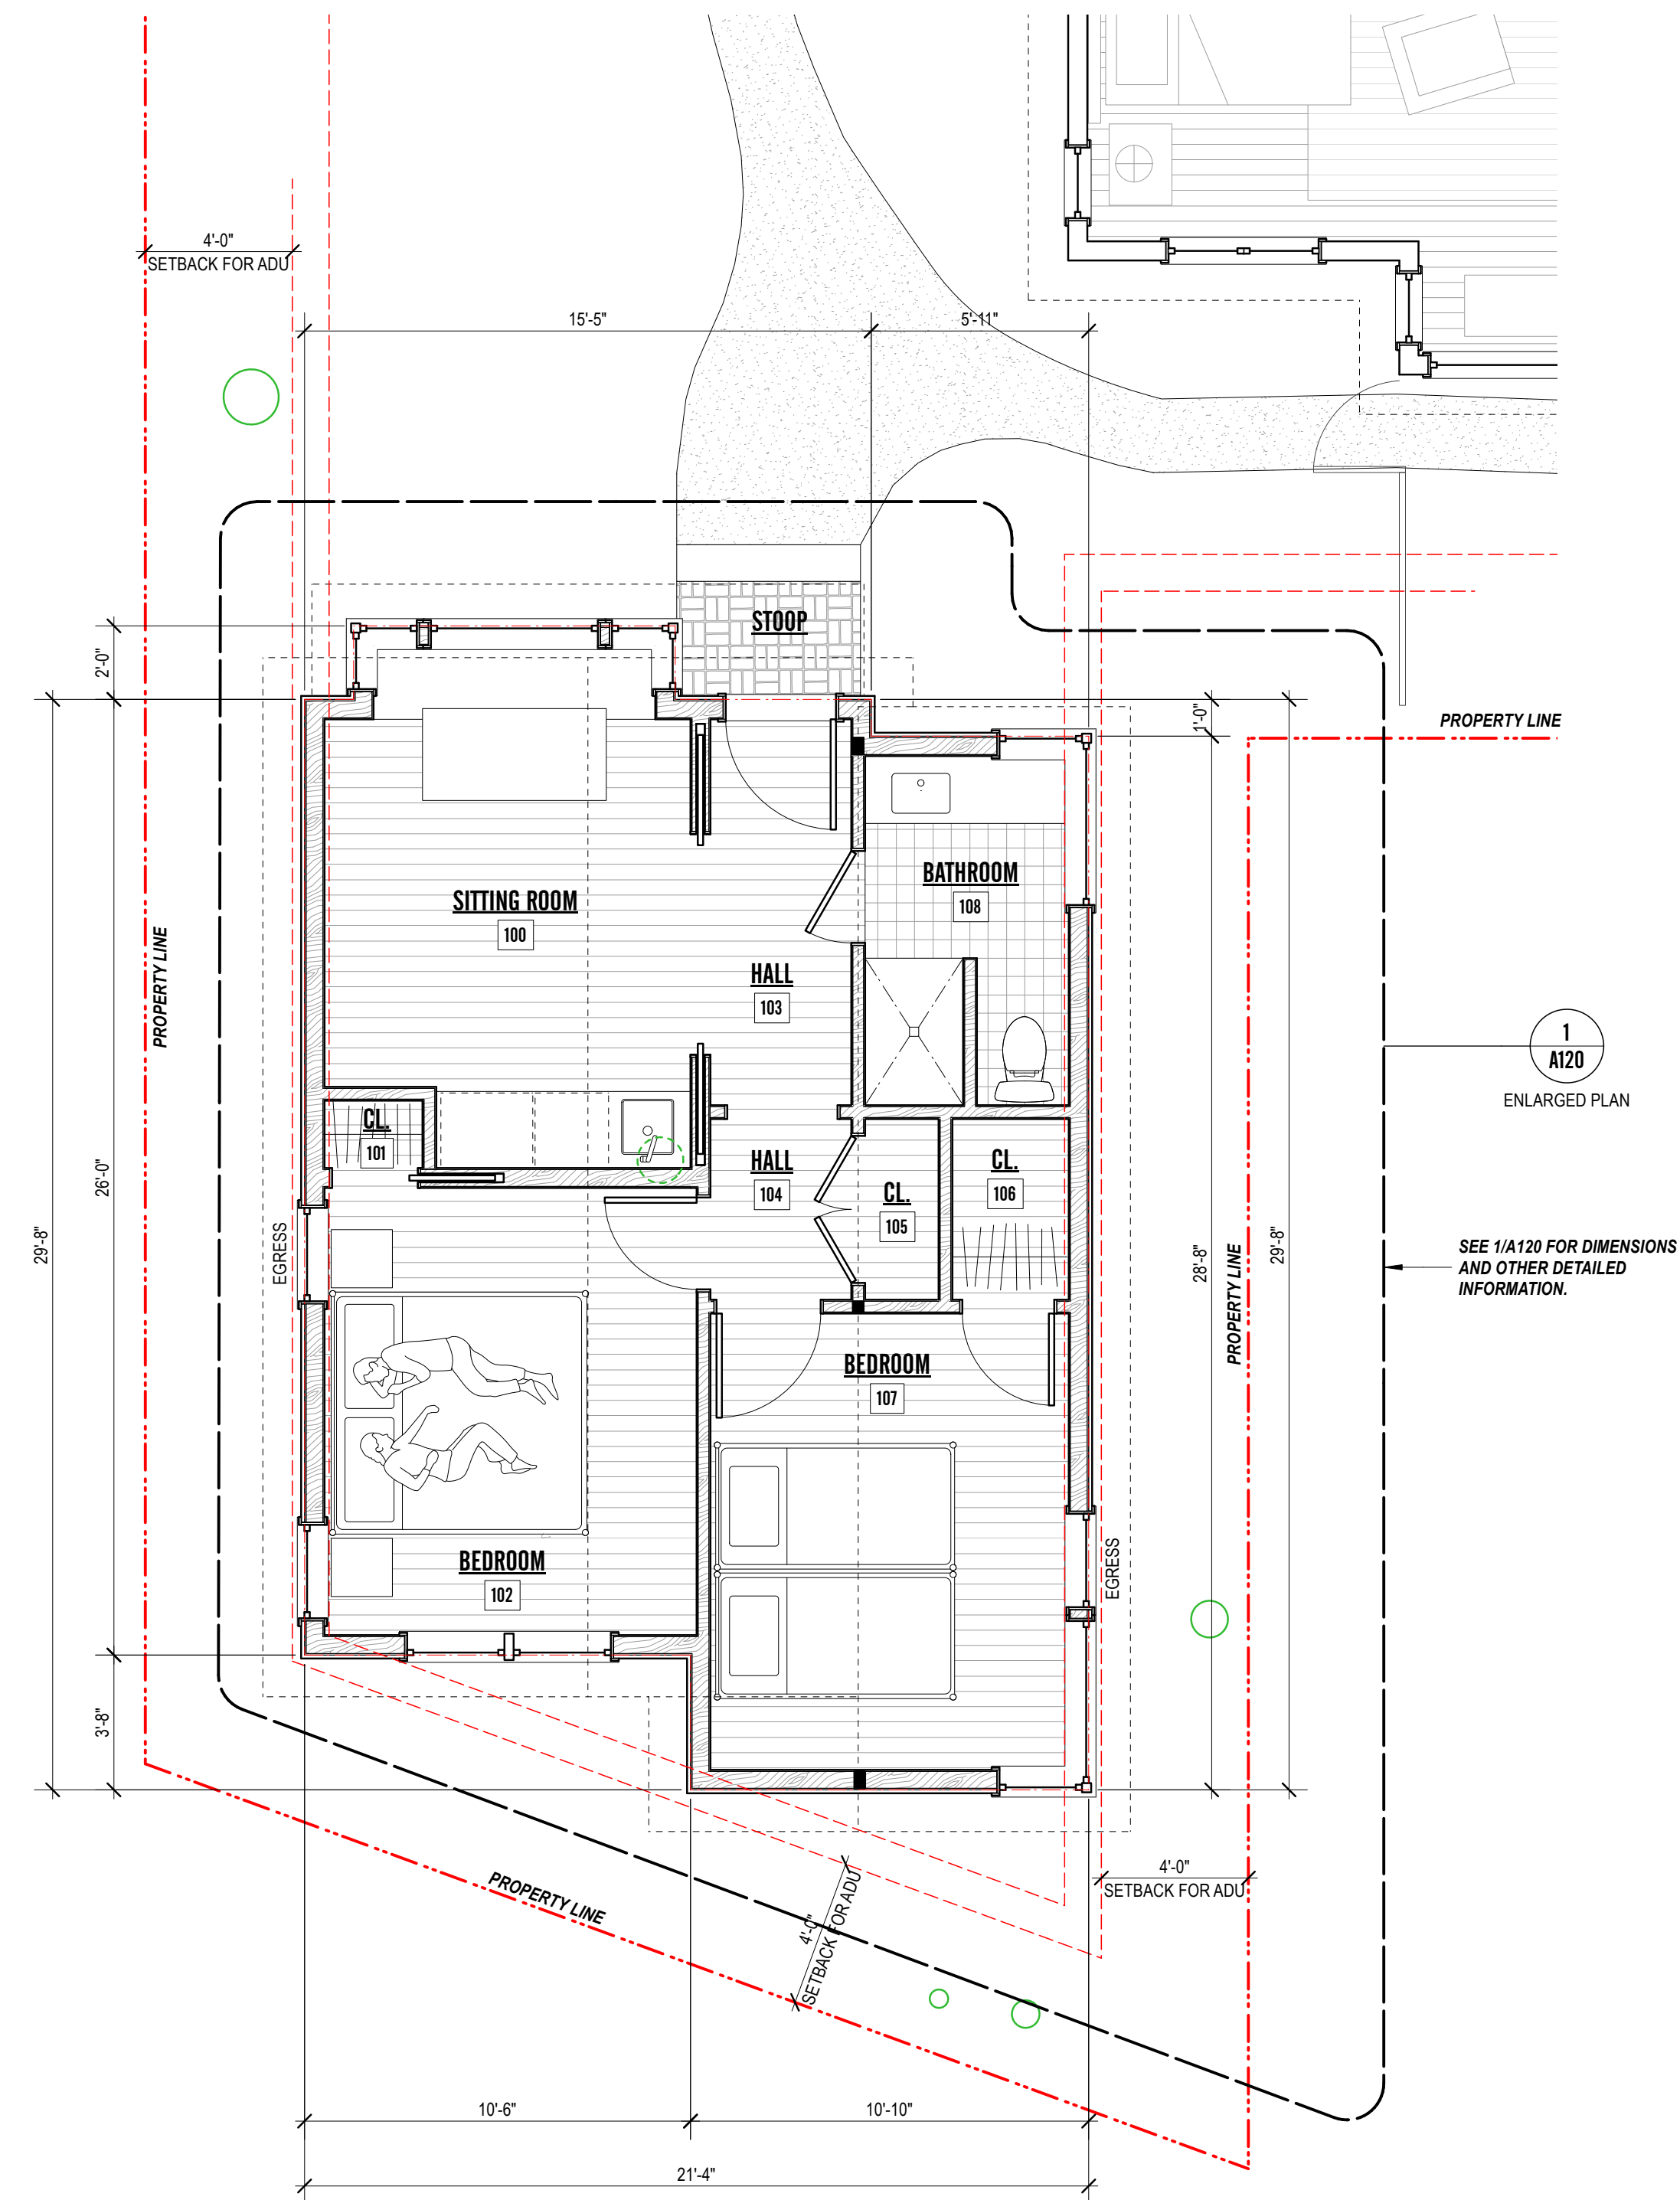 4'-0"
SETBACK FOR ADU
15'-5"
5'-11"
STOOP
2'-0"
1'-0"
PROPERTY LINE
BATHROOM
108
SITTING ROOM
100
PROPERTY LINE
HALL
103
1
A120
ENLARGED PLAN
CL.
101
HALL
104
CL.
106
CL.
105
26'-0"
29'-8"
EGRESS
28'-8"
29'-8"
PROPERTY LINE
SEE 1/A120 FOR DIMENSIONS
AND OTHER DETAILED
INFORMATION.
BEDROOM
107
BEDROOM
102
EGRESS
3'-8"
4'-0"
SETBACK FOR ADU
PROPERTY LINE
4'-0"
SETBACK FOR ADU
10'-6"
10'-10"
21'-4"